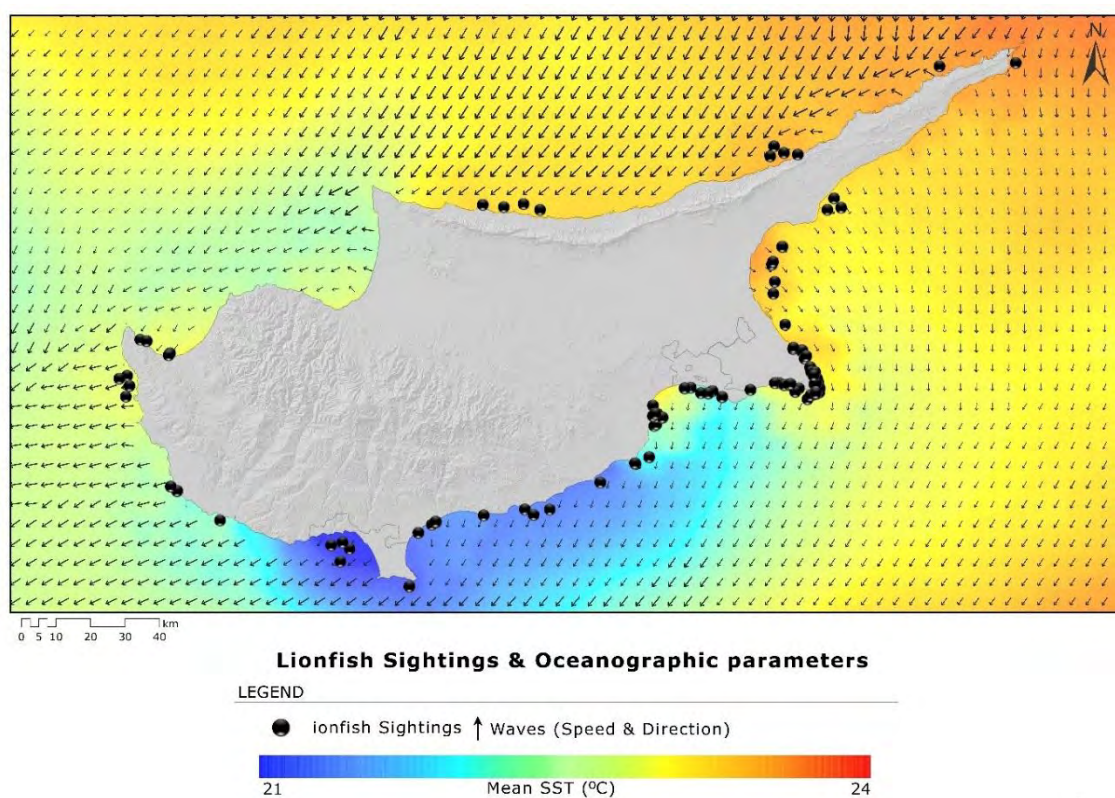 N
0 5 10 20 30 40 km
Lionfish Sightings & Oceanographic parameters
LEGEND
ionfish Sightings Waves (Speed & Direction)
21 Mean SST (ºC) 24